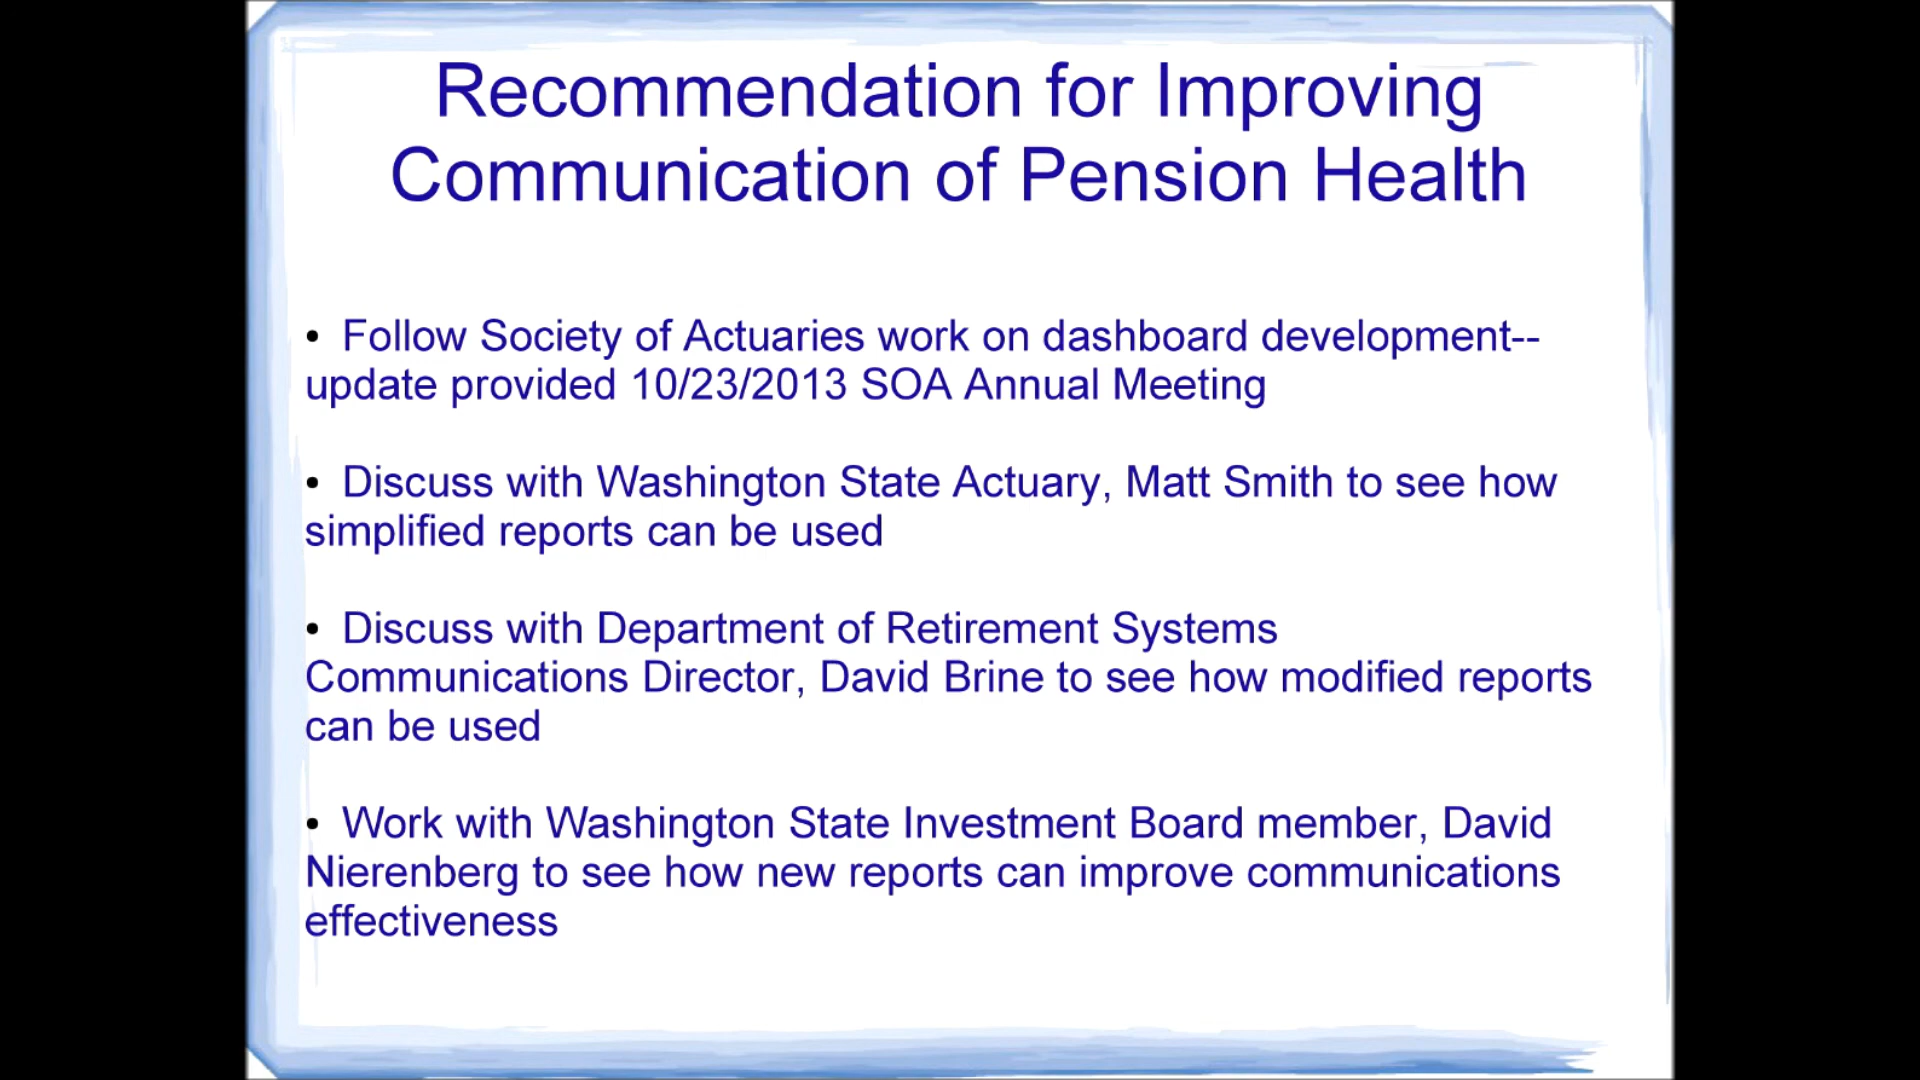 Recommendation for Improving
Communication of Pension Health
• Follow Society of Actuaries work on dashboard development--
update provided 10/23/2013 SOA Annual Meeting
• Discuss with Washington State Actuary, Matt Smith to see how
simplified reports can be used
• Discuss with Department of Retirement Systems
Communications Director, David Brine to see how modified reports
can be used
• Work with Washington State Investment Board member, David
Nierenberg to see how new reports can improve communications
effectiveness